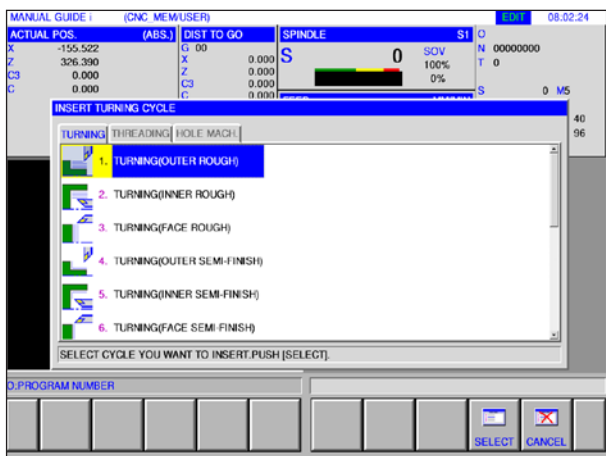 MANUAL GUIDE i (CNC_MEM/USER) EDIT 08:02:24
ACTUAL POS. (ABS.) DIST TO GO SPINDLE S1 O
X -155.522 G 00 S 0 SOV N 00000000
Z 326.390 X 0.000 100% T 0
C3 0.000 Z 0.000 0%
C 0.000 C3 0.000 S 0 M5
C 0.000
INSERT TURNING CYCLE
40
TURNING THREADING HOLE MACH. 96
1. TURNING(OUTER ROUGH)
2. TURNING(INNER ROUGH)
3. TURNING(FACE ROUGH)
4. TURNING(OUTER SEMI-FINISH)
5. TURNING(INNER SEMI-FINISH)
6. TURNING(FACE SEMI-FINISH)
SELECT CYCLE YOU WANT TO INSERT.PUSH [SELECT].
O:PROGRAM NUMBER
SELECT CANCEL